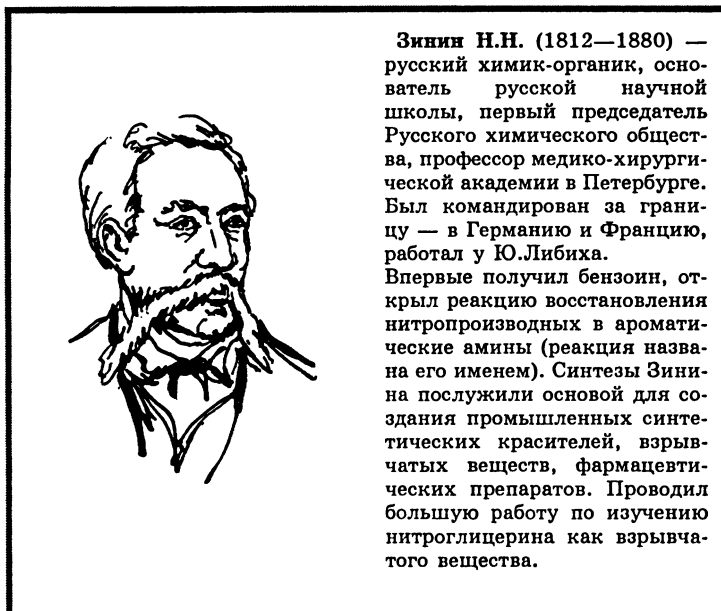 Зинин Н.Н. (1812—1880) —
русский химик-органик, осно-
ватель русской научной
школы, первый председатель
Русского химического общест-
ва, профессор медико-хирурги-
ческой академии в Петербурге.
Был командирован за грани-
цу — в Германию и Францию,
работал у Ю.Либиха.
Впервые получил бензоин, от-
крыл реакцию восстановления
нитропроизводных в аромати-
ческие амины (реакция назва-
на его именем). Синтезы Зини-
на послужили основой для со-
здания промышленных синте-
тических красителей, взрыв-
чатых веществ, фармацевти-
ческих препаратов. Проводил
большую работу по изучению
нитроглицерина как взрывча-
того вещества.